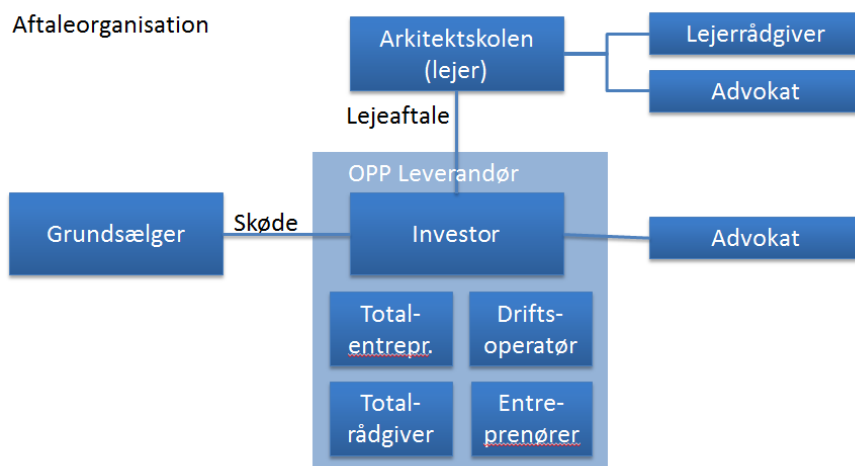 Aftaleorganisation
Arkitektskolen
(lejer)
Lejerrådgiver
Advokat
Lejeaftale
OPP Leverandør
Grundsælger
Skøde
Investor
Advokat
Total-
entrepr.
Drifts-
operatør
Total-
rådgiver
Entre-
prenører